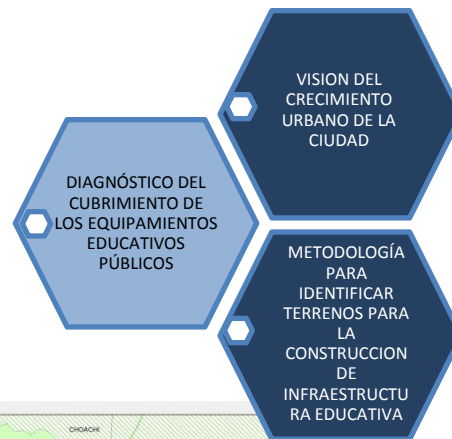 VISION DEL
CRECIMIENTO
URBANO DE LA
CIUDAD
DIAGNÓSTICO DEL
CUBRIMIENTO DE
LOS EQUIPAMIENTOS
EDUCATIVOS
PÚBLICOS
METODOLOGÍA
PARA
IDENTIFICAR
TERRENOS PARA
LA
CONSTRUCCION
DE
INFRAESTRUCTU
RA EDUCATIVA
CHOACHI